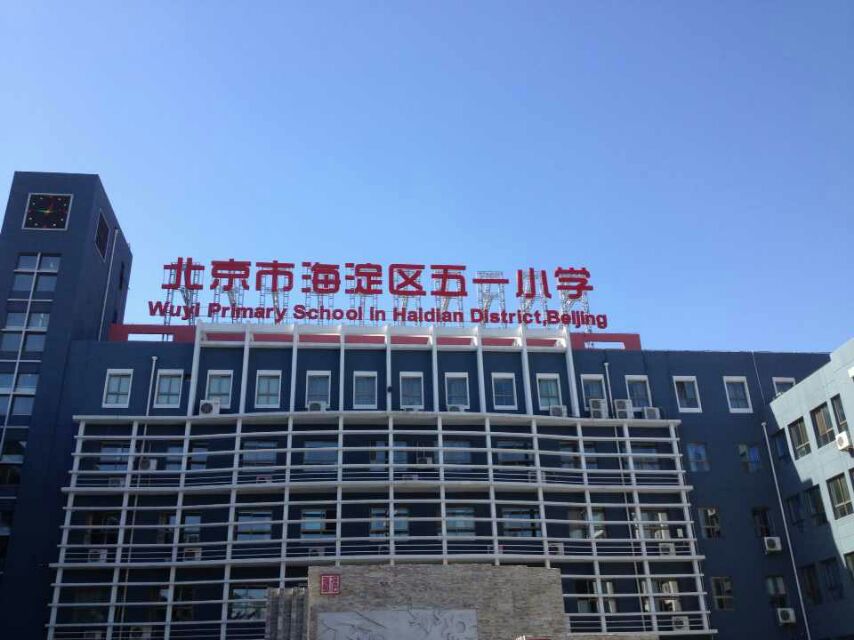 北京市海淀区五一小学
Wuyi Primary School in Haidian District,Beijing